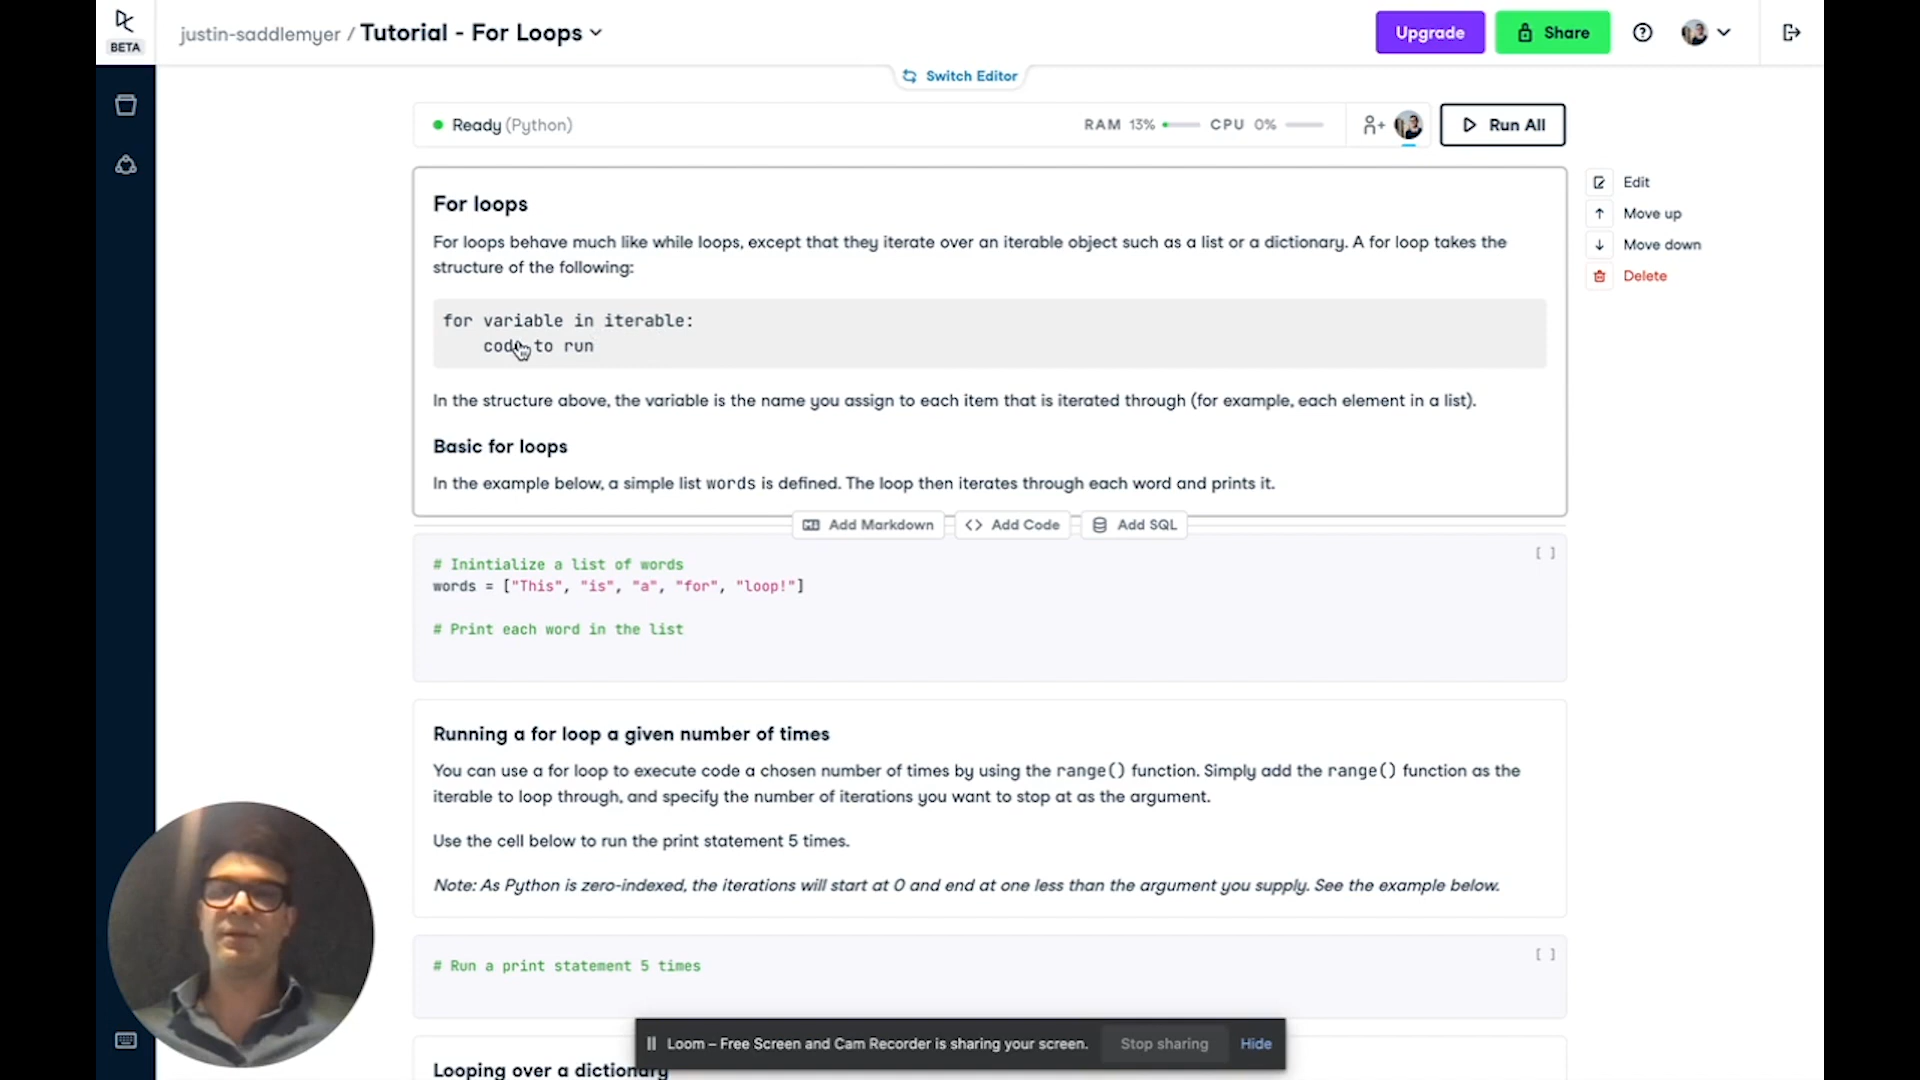 BETA
justin-saddlemyer / Tutorial - For Loops
Upgrade
Share
Switch Editor
Ready (Python)
RAM 13%
CPU 0%
Run All
For loops
For loops behave much like while loops, except that they iterate over an iterable object such as a list or a dictionary. A for loop takes the
structure of the following:
for variable in iterable:
code to run
In the structure above, the variable is the name you assign to each item that is iterated through (for example, each element in a list).
Basic for loops
In the example below, a simple list words is defined. The loop then iterates through each word and prints it.
Edit
Move up
Move down
Delete
Add Markdown
Add Code
Add SQL
[ ]
# Inintialize a list of words
words = ["This", "is", "a", "for", "loop!"]
# Print each word in the list
Running a for loop a given number of times
You can use a for loop to execute code a chosen number of times by using the range() function. Simply add the range() function as the
iterable to loop through, and specify the number of iterations you want to stop at as the argument.
Use the cell below to run the print statement 5 times.
Note: As Python is zero-indexed, the iterations will start at 0 and end at one less than the argument you supply. See the example below.
[ ]
# Run a print statement 5 times
Loom – Free Screen and Cam Recorder is sharing your screen.
Stop sharing
Hide
Looping over a dictionary